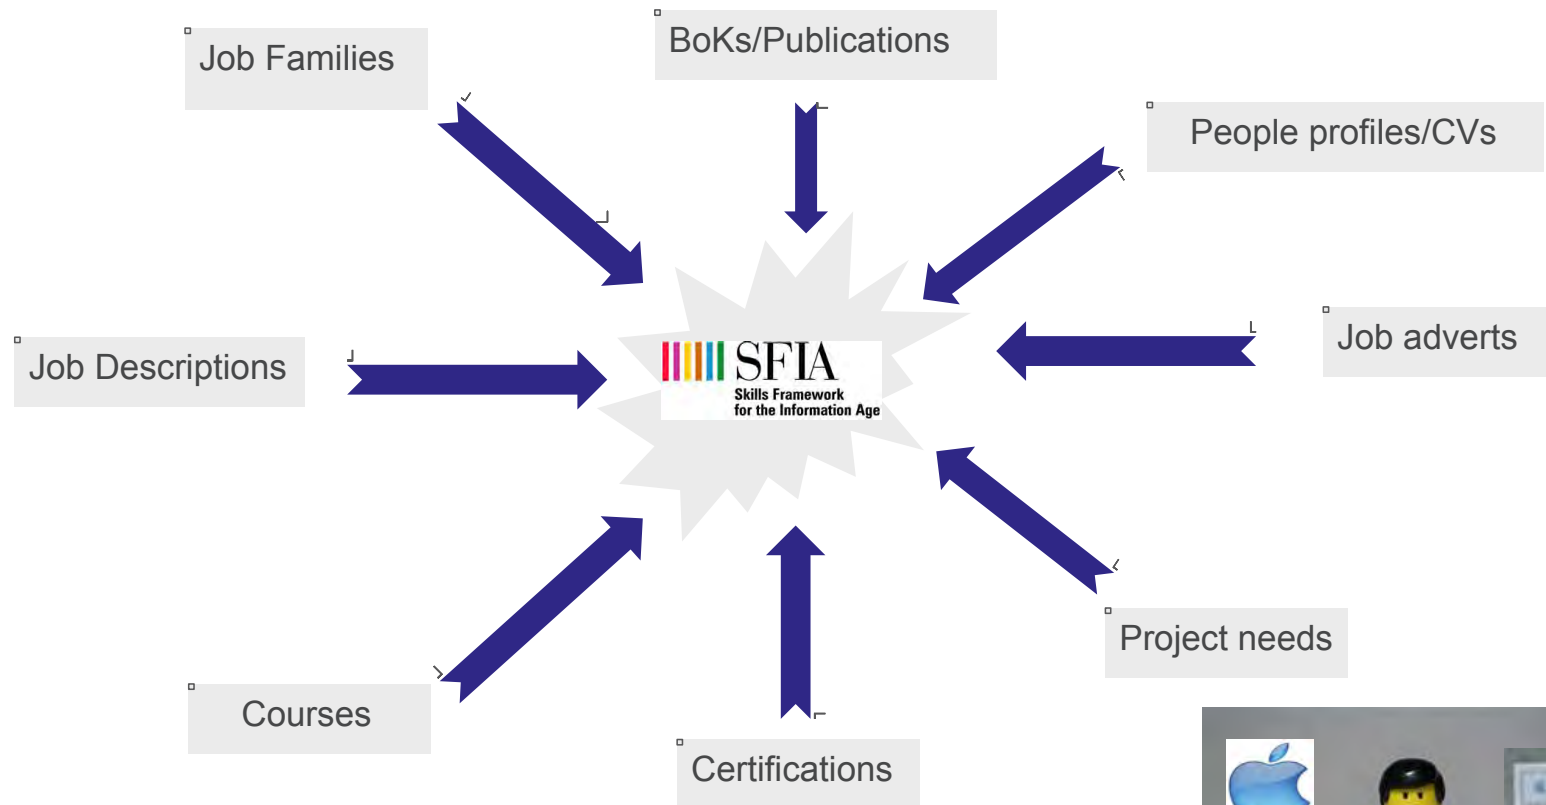 BoKs/Publications
Job Families
People profiles/CVs
Job adverts
Job Descriptions
SFIA
Skills Framework
for the Information Age
Project needs
Courses
Certifications